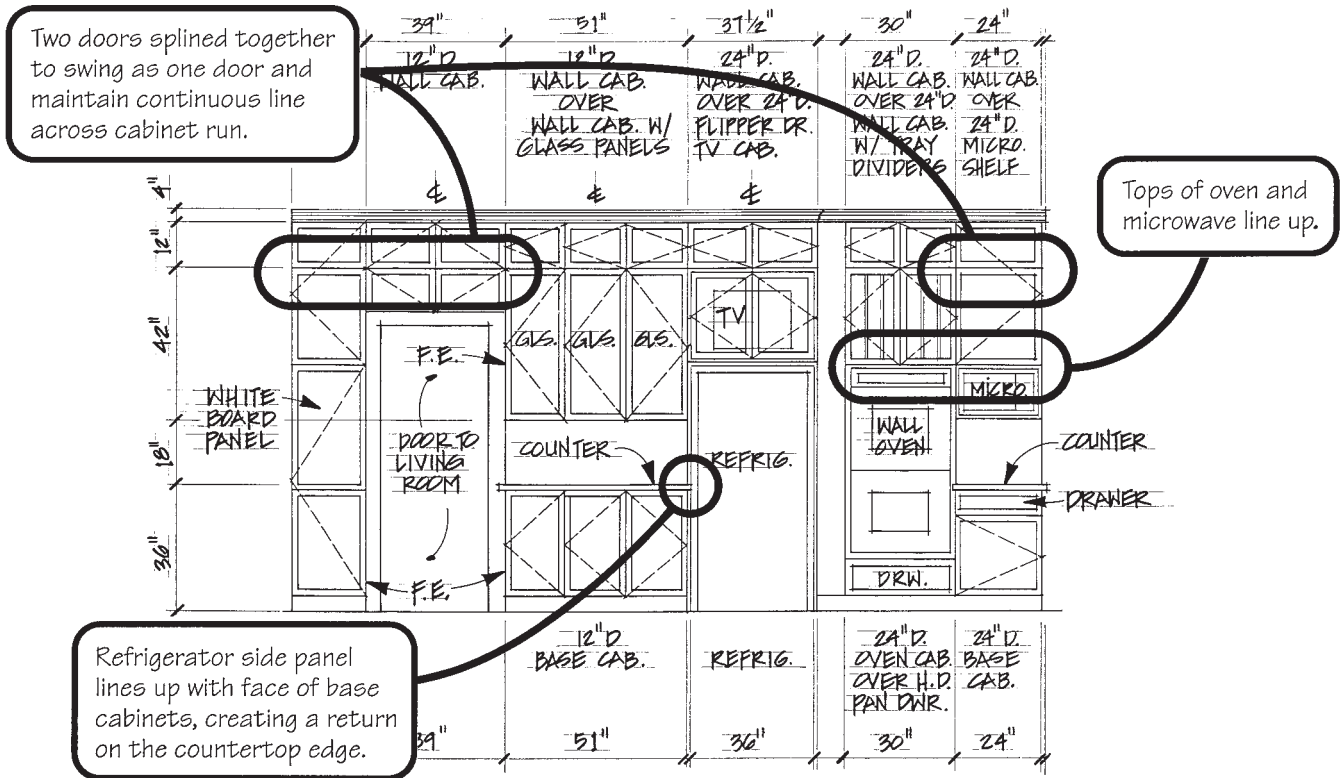 Two doors splined together
to swing as one door and
maintain continuous line
across cabinet run.
39"
51"
37½"
30"
24"
12"D.
WALL CAB.
12"D.
WALL CAB.
OVER
WALL CAB. W/
GLASS PANELS
24"D.
WALL CAB.
OVER 24"D.
FLIPPER DR.
TV CAB.
24"D.
WALL CAB.
OVER 24"D
WALL CAB.
W/ TRAY
DIVIDERS
24"D.
WALL CAB.
OVER
24"D.
MICRO.
SHELF
Tops of oven and
microwave line up.
℄
℄
℄
4"
12"
42"
18"
36"
WHITE
BOARD
PANEL
F.E.
DOOR TO
LIVING
ROOM
F.E.
GLS.
GLS.
GLS.
COUNTER
TV
REFRIG.
WALL
OVEN
MICRO.
COUNTER
DRAWER
DRW.
Refrigerator side panel
lines up with face of base
cabinets, creating a return
on the countertop edge.
12"D.
BASE CAB.
REFRIG.
24"D.
OVEN CAB.
OVER H.D.
PAN DWR.
24"D.
BASE
CAB.
39"
51"
36"
30"
24"